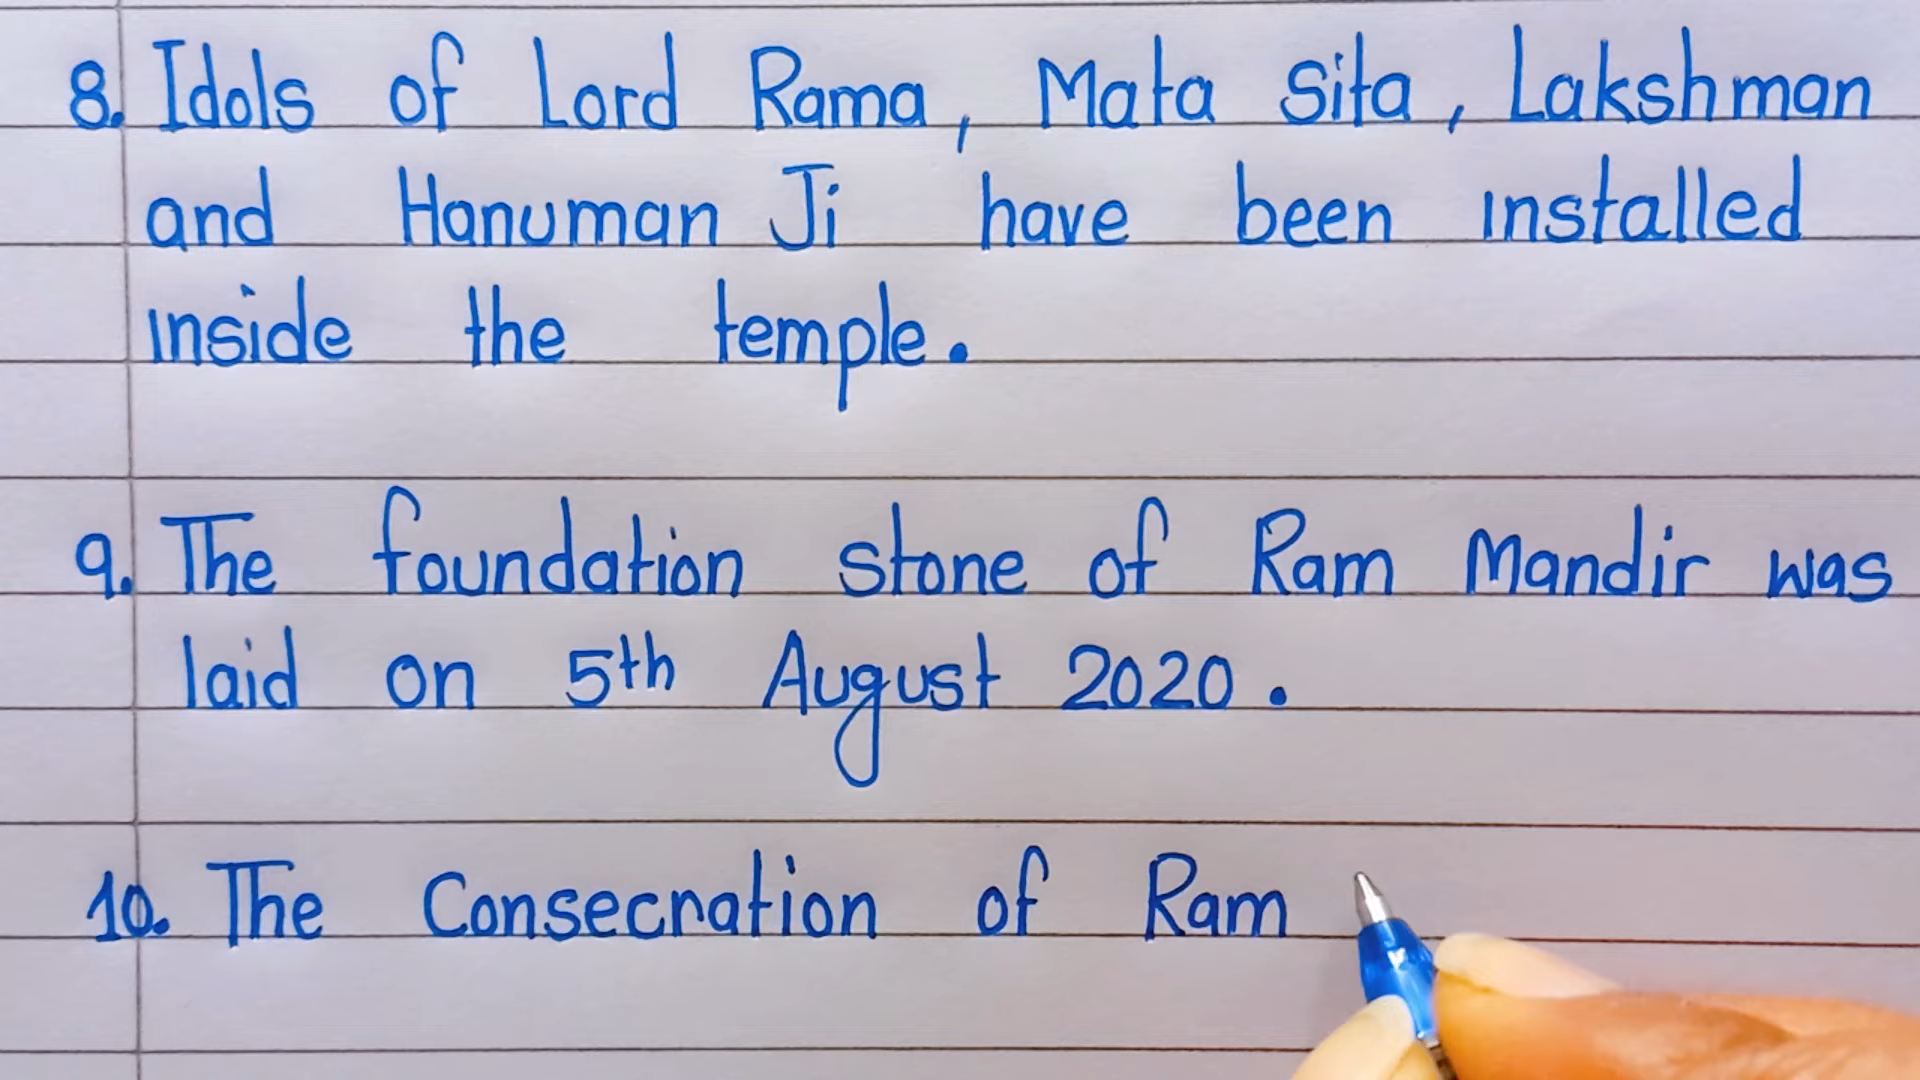 8. Idols of Lord Rama, Mata Sita, Lakshman
and Hanuman Ji have been installed
inside the temple.
9. The foundation stone of Ram Mandir was
laid on 5th August 2020.
10. The Consecration of Ram